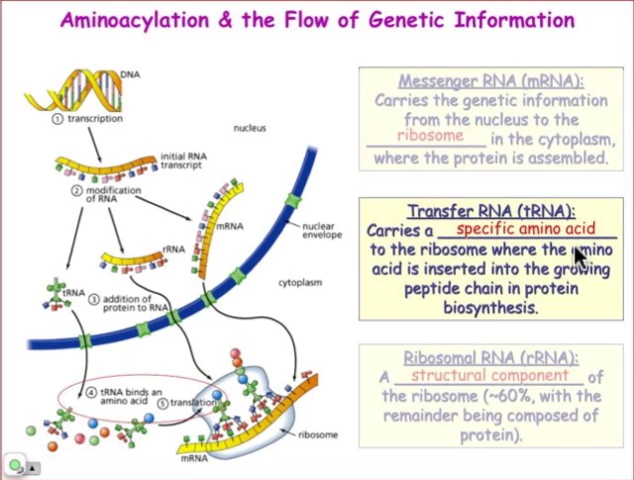 Aminoacylation & the Flow of Genetic Information
DNA
① transcription
nucleus
initial RNA
transcript
② modification
of RNA
mRNA
nuclear
envelope
rRNA
cytoplasm
tRNA
③ addition of
protein to RNA
④ tRNA binds an
amino acid
⑤ translation
ribosome
mRNA
Messenger RNA (mRNA):
Carries the genetic information
from the nucleus to the
ribosome in the cytoplasm,
where the protein is assembled.
Transfer RNA (tRNA):
Carries a specific amino acid
to the ribosome where the amino
acid is inserted into the growing
peptide chain in protein
biosynthesis.
Ribosomal RNA (rRNA):
A structural component of
the ribosome (~60%, with the
remainder being composed of
protein).